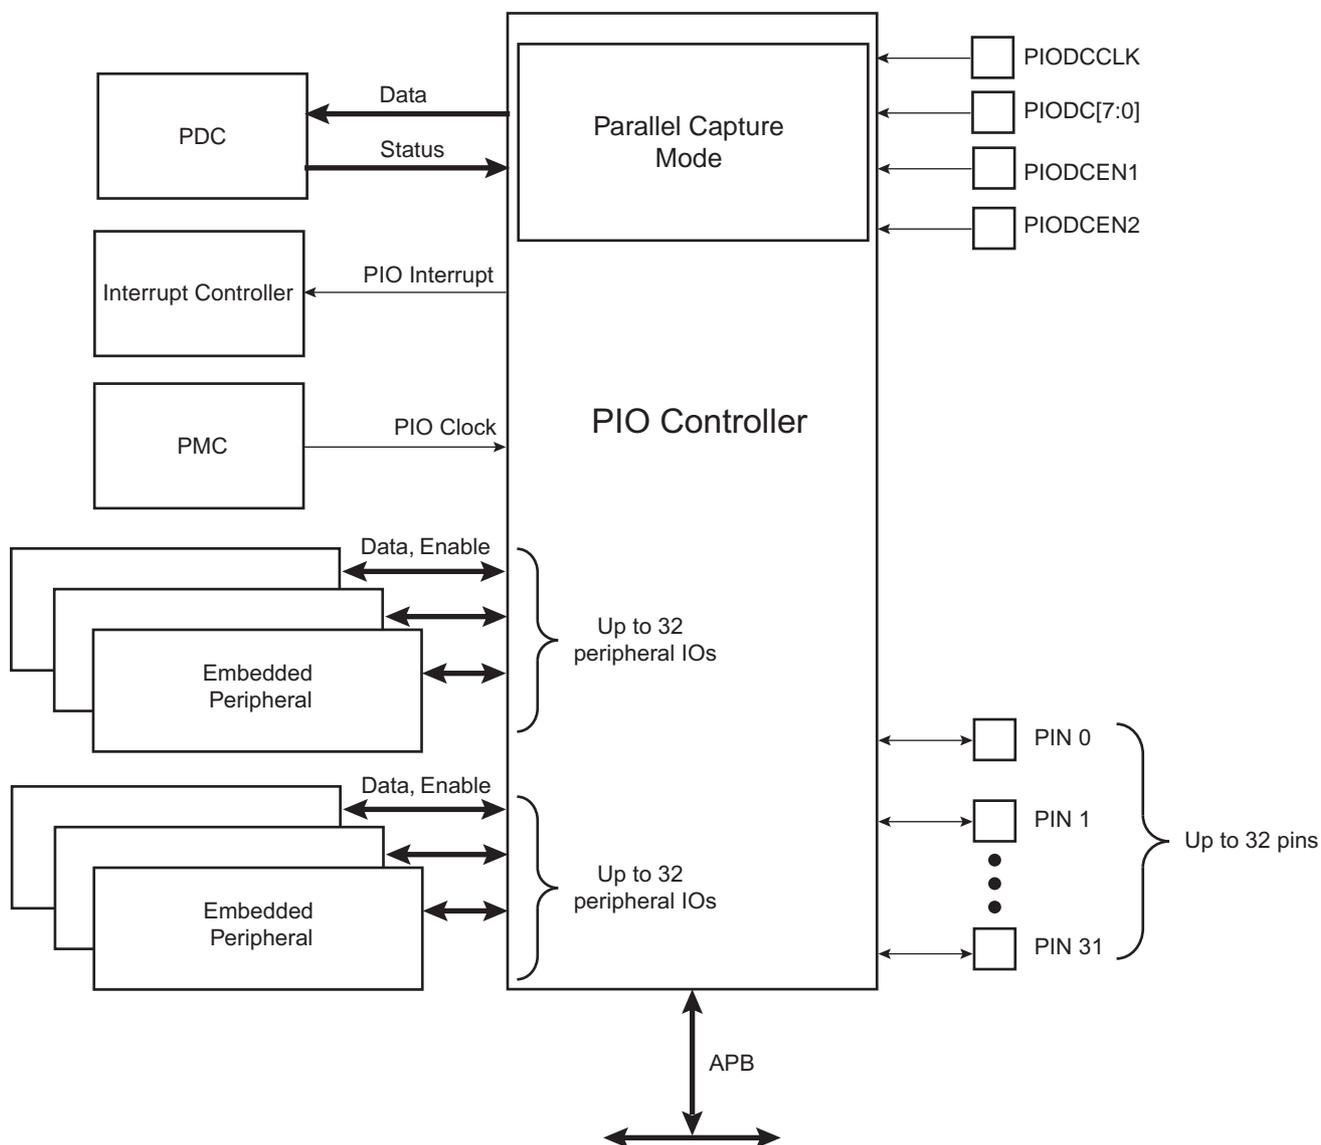 Data
PDC
Status
Parallel Capture
Mode
PIODCCLK
PIODC[7:0]
PIODCEN1
PIODCEN2
PIO Interrupt
Interrupt Controller
PIO Clock
PMC
PIO Controller
Data, Enable
Embedded
Peripheral
Up to 32
peripheral IOs
Data, Enable
Embedded
Peripheral
Up to 32
peripheral IOs
PIN 0
PIN 1
PIN 31
Up to 32 pins
APB